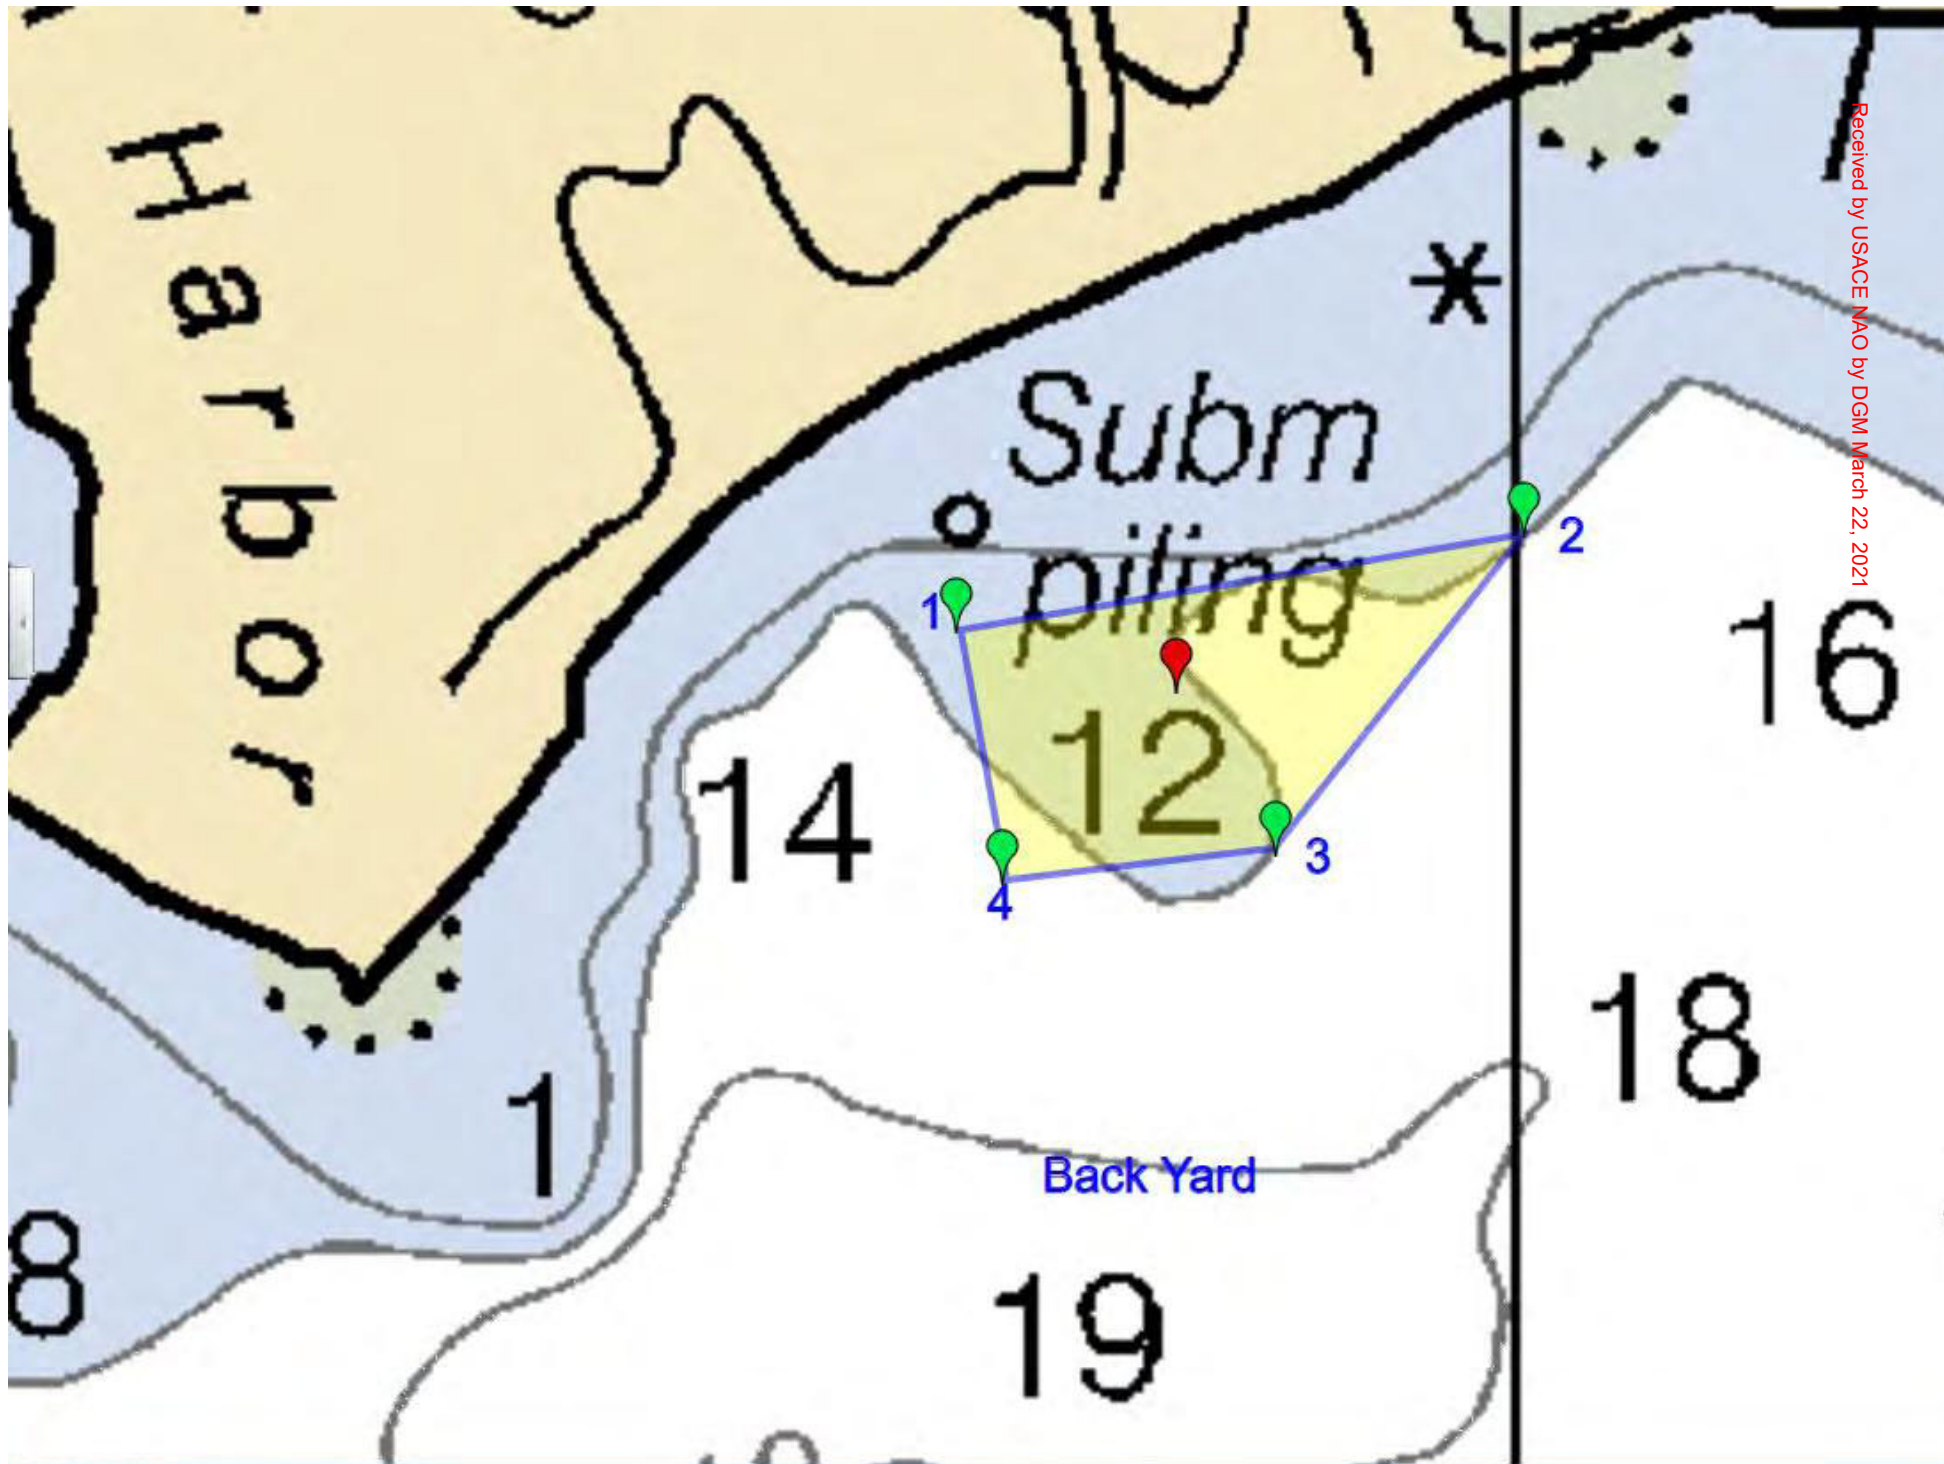 Harbor
Subm
piling
Received by USACE NAO by DGM March 22, 2021
1
2
12
3
4
14
16
18
1
Back Yard
8
19